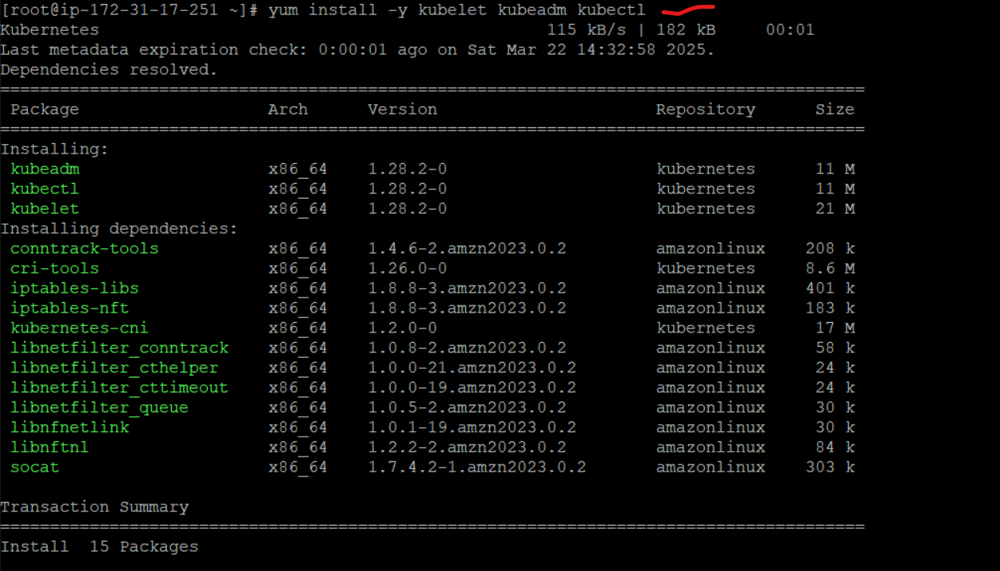 [root@ip-172-31-17-251 ~]# yum install -y kubelet kubeadm kubectl
Kubernetes 115 kB/s | 182 kB 00:01
Last metadata expiration check: 0:00:01 ago on Sat Mar 22 14:32:58 2025.
Dependencies resolved.
================================================================================
Package Arch Version Repository Size
================================================================================
Installing:
kubeadm x86_64 1.28.2-0 kubernetes 11 M
kubectl x86_64 1.28.2-0 kubernetes 11 M
kubelet x86_64 1.28.2-0 kubernetes 21 M
Installing dependencies:
conntrack-tools x86_64 1.4.6-2.amzn2023.0.2 amazonlinux 208 k
cri-tools x86_64 1.26.0-0 kubernetes 8.6 M
iptables-libs x86_64 1.8.8-3.amzn2023.0.2 amazonlinux 401 k
iptables-nft x86_64 1.8.8-3.amzn2023.0.2 amazonlinux 183 k
kubernetes-cni x86_64 1.2.0-0 kubernetes 17 M
libnetfilter_conntrack x86_64 1.0.8-2.amzn2023.0.2 amazonlinux 58 k
libnetfilter_cthelper x86_64 1.0.0-21.amzn2023.0.2 amazonlinux 24 k
libnetfilter_cttimeout x86_64 1.0.0-19.amzn2023.0.2 amazonlinux 24 k
libnetfilter_queue x86_64 1.0.5-2.amzn2023.0.2 amazonlinux 30 k
libnfnetlink x86_64 1.0.1-19.amzn2023.0.2 amazonlinux 30 k
libnftnl x86_64 1.2.2-2.amzn2023.0.2 amazonlinux 84 k
socat x86_64 1.7.4.2-1.amzn2023.0.2 amazonlinux 303 k
Transaction Summary
================================================================================
Install 15 Packages